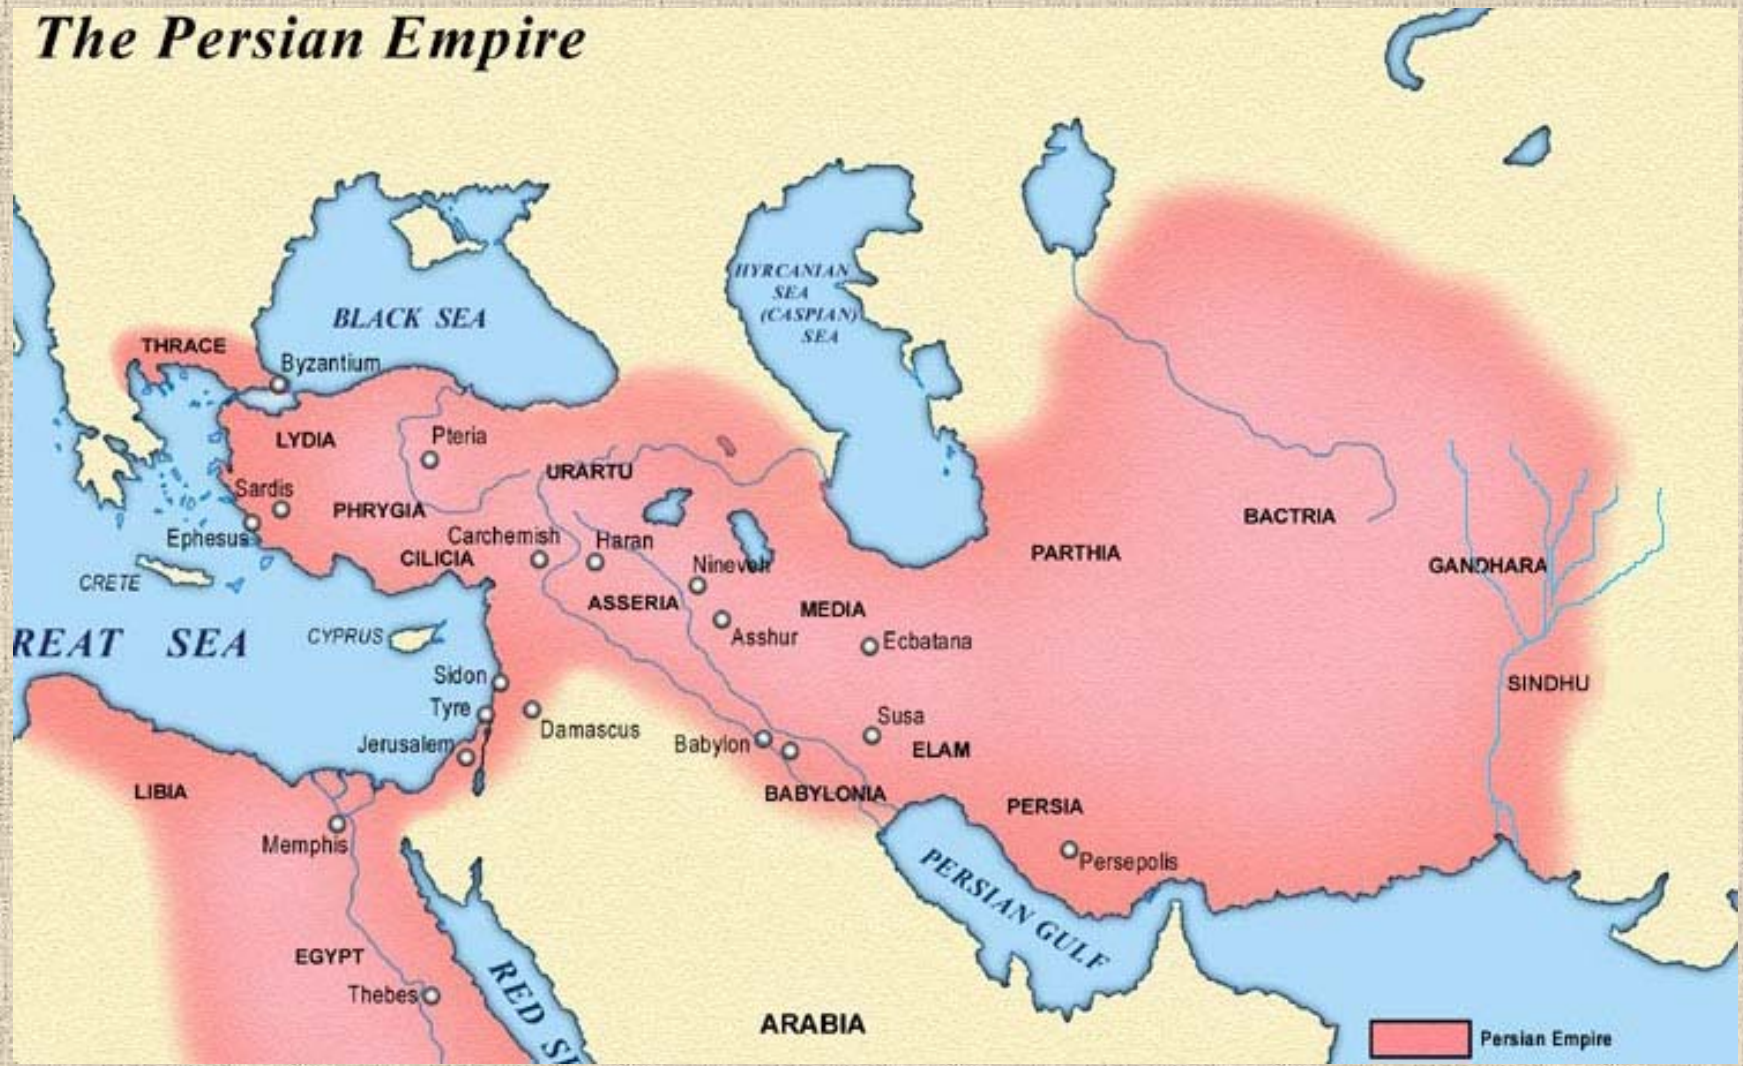 The Persian Empire
HYRCANIAN
SEA
(CASPIAN)
SEA
BLACK SEA
THRACE
Byzantium
LYDIA
Pteria
URARTU
Sardis
PHRYGIA
BACTRIA
Ephesus
Carchemish
Haran
CILICIA
PARTHIA
Nineveh
GANDHARA
CRETE
ASSERIA
MEDIA
REAT SEA
CYPRUS
Asshur
Ecbatana
Sidon
SINDHU
Tyre
Damascus
Susa
Jerusalem
Babylon
ELAM
LIBIA
BABYLONIA
PERSIA
Memphis
Persepolis
PERSIAN GULF
EGYPT
Thebes
RED SE
ARABIA
Persian Empire